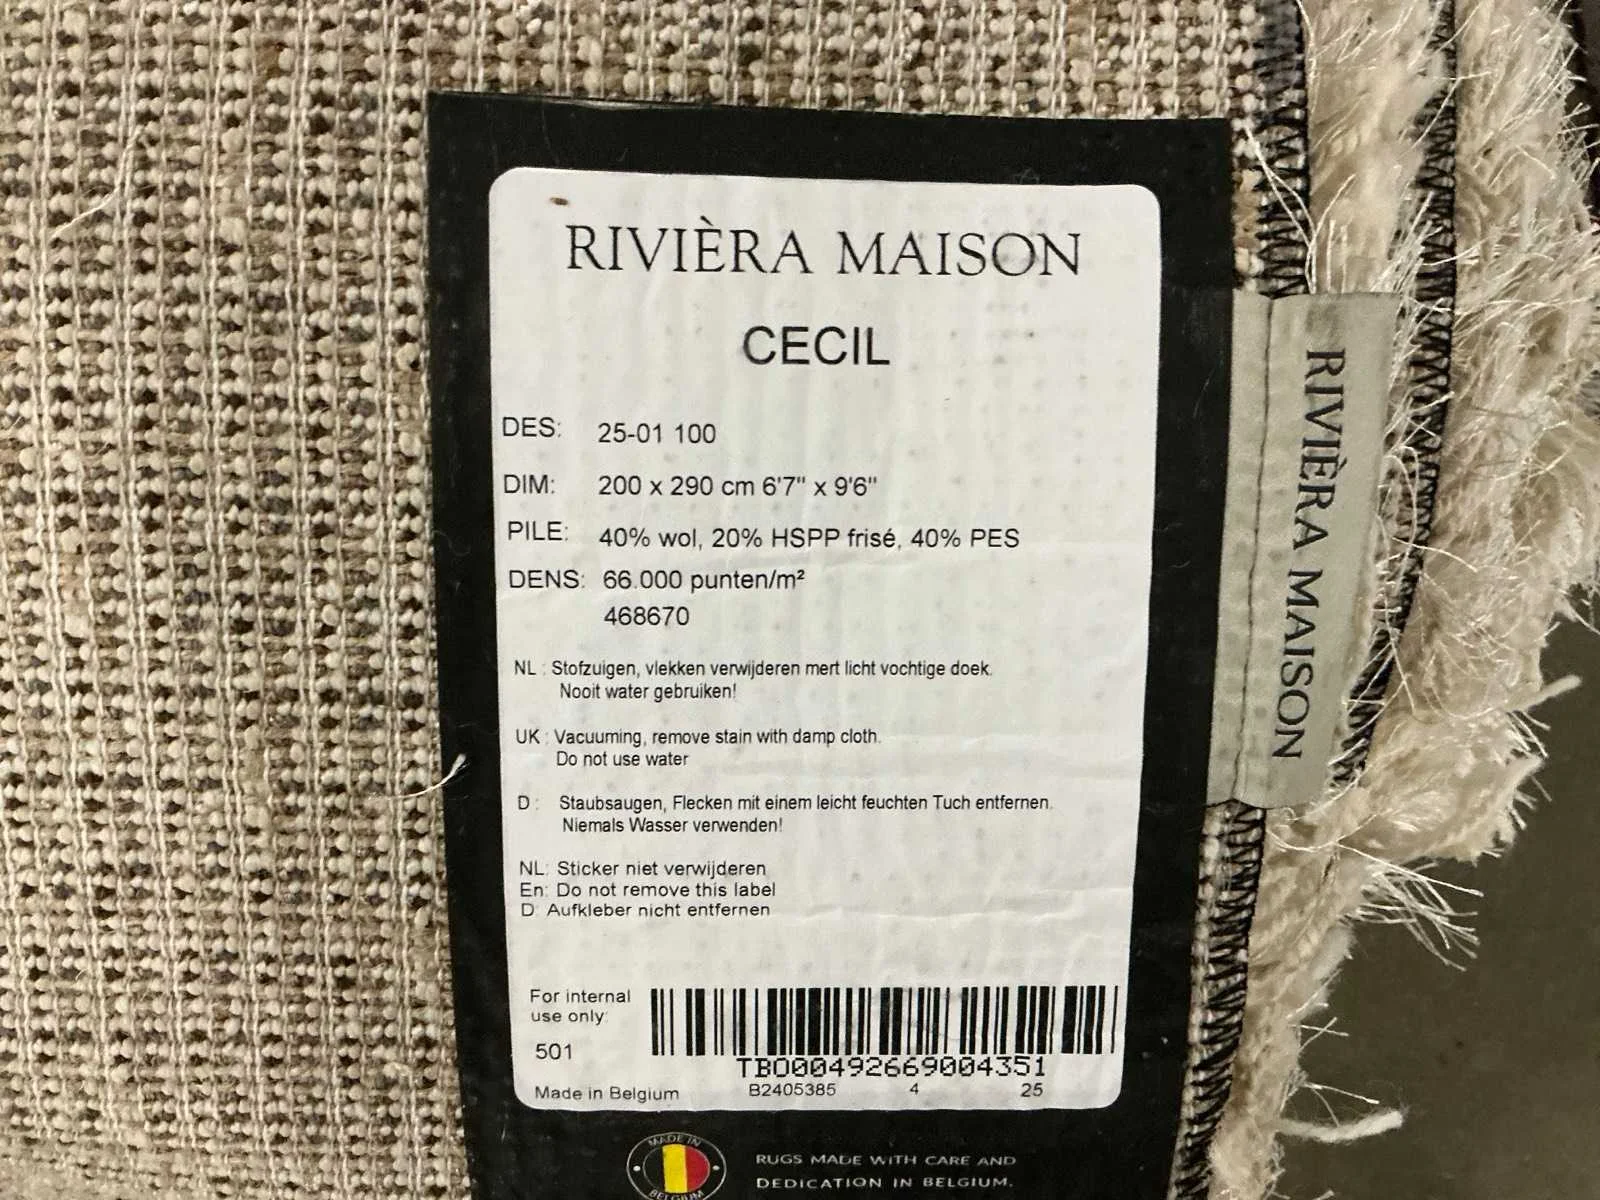 RIVIÈRA MAISON
CECIL
DES: 25-01 100
DIM: 200 x 290 cm 6'7" x 9'6"
PILE: 40% wol, 20% HSPP frisé, 40% PES
DENS: 66.000 punten/m²
468670
NL : Stofzuigen, vlekken verwijderen mert licht vochtige doek.
Nooit water gebruiken!
UK : Vacuuming, remove stain with damp cloth.
Do not use water
D : Staubsaugen, Flecken mit einem leicht feuchten Tuch entfernen.
Niemals Wasser verwenden!
NL: Sticker niet verwijderen
En: Do not remove this label
D: Aufkleber nicht entfernen
For internal
use only:
501
TBO00492669004351
Made in Belgium B2405385 4 25
MADE IN
BELGIUM
RUGS MADE WITH CARE AND
DEDICATION IN BELGIUM.
RIVIÈRA MAISON